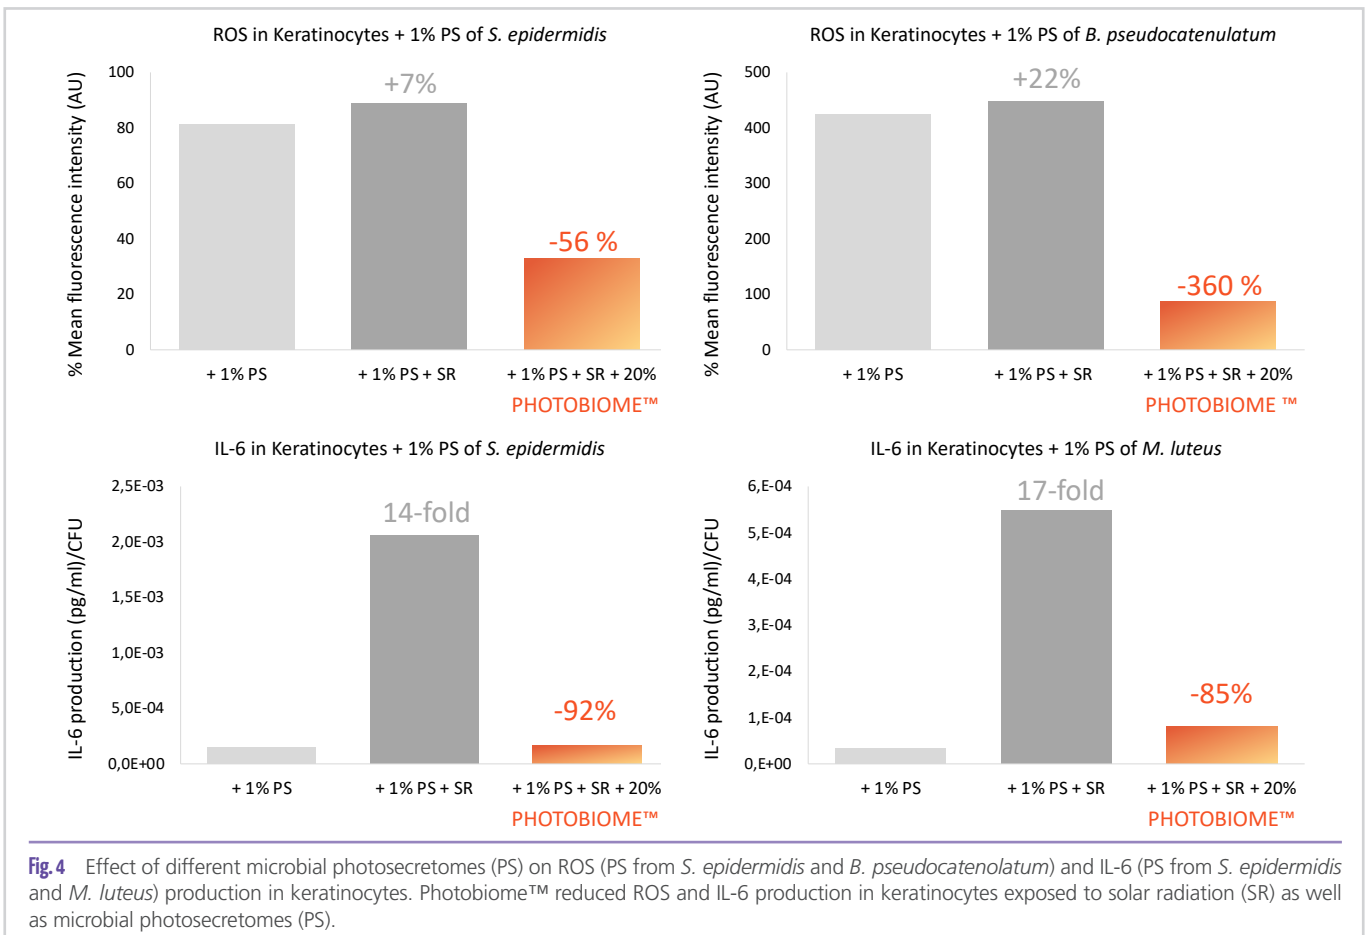 ROS in Keratinocytes + 1% PS of S. epidermidis
% Mean fluorescence intensity (AU)
100
80
60
40
20
0
+7%
-56 %
+ 1% PS
+ 1% PS + SR
+ 1% PS + SR + 20%
PHOTOBIOME™
ROS in Keratinocytes + 1% PS of B. pseudocatenulatum
% Mean fluorescence intensity (AU)
500
400
300
200
100
0
+22%
-360 %
+ 1% PS
+ 1% PS + SR
+ 1% PS + SR + 20%
PHOTOBIOME ™
IL-6 in Keratinocytes + 1% PS of S. epidermidis
IL-6 production (pg/ml)/CFU
2,5E-03
2,0E-03
1,5E-03
1,0E-03
5,0E-04
0,0E+00
14-fold
-92%
+ 1% PS
+ 1% PS + SR
+ 1% PS + SR + 20%
PHOTOBIOME™
IL-6 in Keratinocytes + 1% PS of M. luteus
IL-6 production (pg/ml)/CFU
6,E-04
5,E-04
4,E-04
3,E-04
2,E-04
1,E-04
0,E+00
17-fold
-85%
+ 1% PS
+ 1% PS + SR
+ 1% PS + SR + 20%
PHOTOBIOME™
Fig. 4 Effect of different microbial photosecretomes (PS) on ROS (PS from S. epidermidis and B. pseudocatenolatum) and IL-6 (PS from S. epidermidis
and M. luteus) production in keratinocytes. Photobiome™ reduced ROS and IL-6 production in keratinocytes exposed to solar radiation (SR) as well
as microbial photosecretomes (PS).